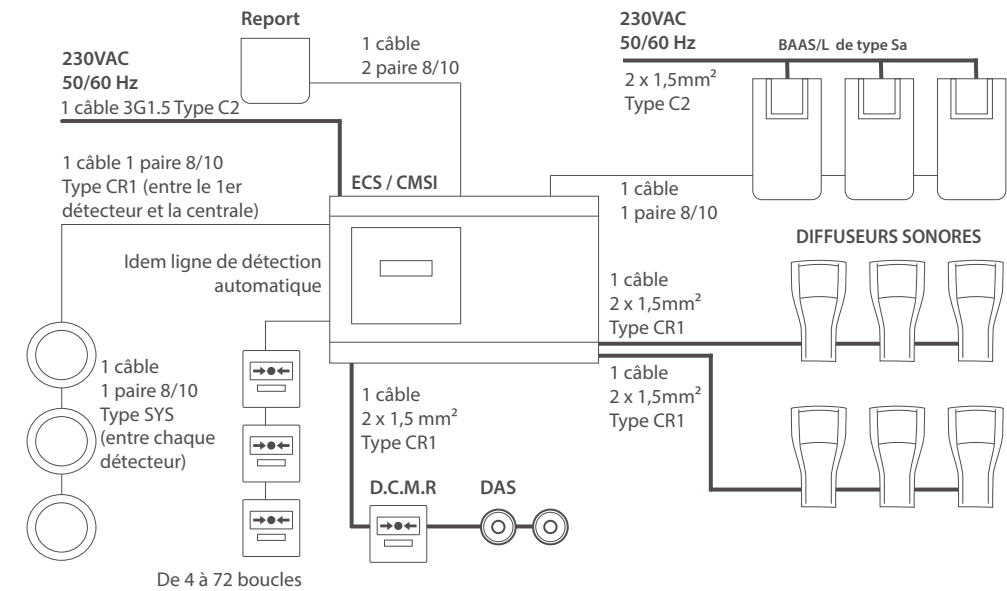 Report
230VAC
50/60 Hz
1 câble 3G1.5 Type C2
1 câble
2 paire 8/10
230VAC
50/60 Hz
2 x 1,5mm²
Type C2
BAAS/L de type Sa
1 câble 1 paire 8/10
Type CR1 (entre le 1er
détecteur et la centrale)
ECS / CMSI
1 câble
1 paire 8/10
Idem ligne de détection
automatique
DIFFUSEURS SONORES
1 câble
2 x 1,5mm²
Type CR1
1 câble
1 paire 8/10
Type SYS
(entre chaque
détecteur)
1 câble
2 x 1,5 mm²
Type CR1
1 câble
2 x 1,5mm²
Type CR1
D.C.M.R
DAS
De 4 à 72 boucles